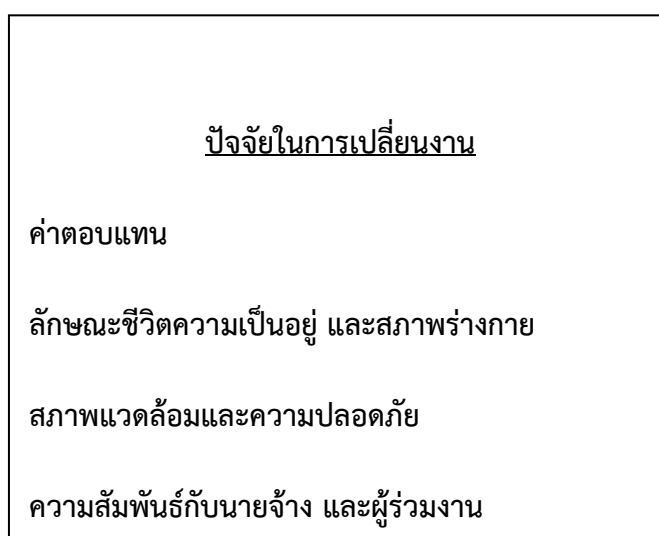 ปัจจัยในการเปลี่ยนงาน
ค่าตอบแทน
ลักษณะชีวิตความเป็นอยู่ และสภาพร่างกาย
สภาพแวดล้อมและความปลอดภัย
ความสัมพันธ์กับนายจ้าง และผู้ร่วมงาน